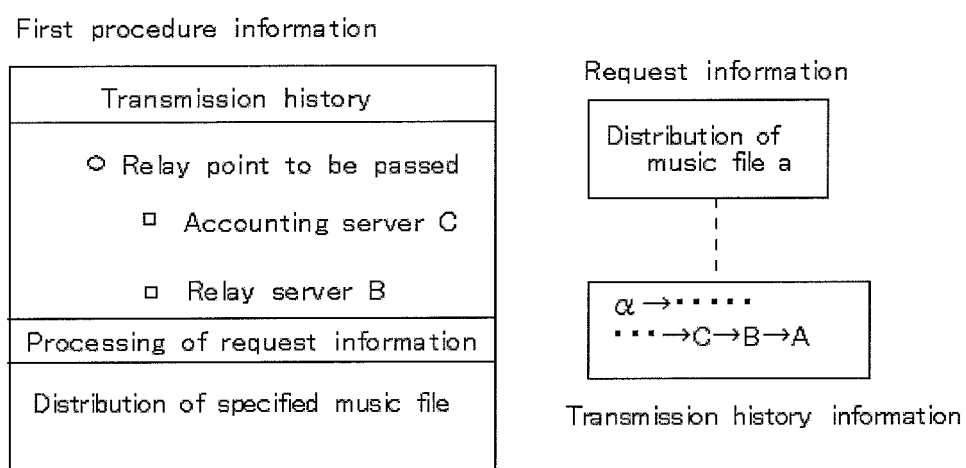 First procedure information
Transmission history
Relay point to be passed
Accounting server C
Relay server B
Processing of request information
Distribution of specified music file
Request information
Distribution of
music file a
α→·····
···→C→B→A
Transmission history information